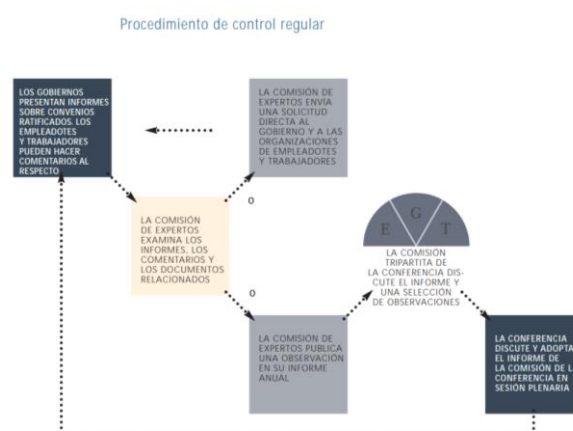 Procedimiento de control regular
LOS GOBIERNOS
PRESENTAN INFORMES
SOBRE CONVENIOS
RATIFICADOS. LOS
EMPLEADOTES
Y TRABAJADORES
PUEDEN HACER
COMENTARIOS AL
RESPECTO
LA COMISIÓN DE
EXPERTOS ENVÍA
UNA SOLICITUD
DIRECTA AL
GOBIERNO Y A LAS
ORGANIZACIONES
DE EMPLEADOTES
Y TRABAJADORES
o
LA COMISIÓN
DE EXPERTOS
EXAMINA LOS
INFORMES, LOS
COMENTARIOS Y
LOS DOCUMENTOS
RELACIONADOS
o
E G T
LA COMISIÓN
TRIPARTITA DE
LA CONFERENCIA DIS-
CUTE EL INFORME Y
UNA SELECCIÓN
DE OBSERVACIONES
LA COMISIÓN DE
EXPERTOS PUBLICA
UNA OBSERVACIÓN
EN SU INFORME
ANUAL
LA CONFERENCIA
DISCUTE Y ADOPTA
EL INFORME DE
LA COMISIÓN DE L
CONFERENCIA EN
SESIÓN PLENARIA